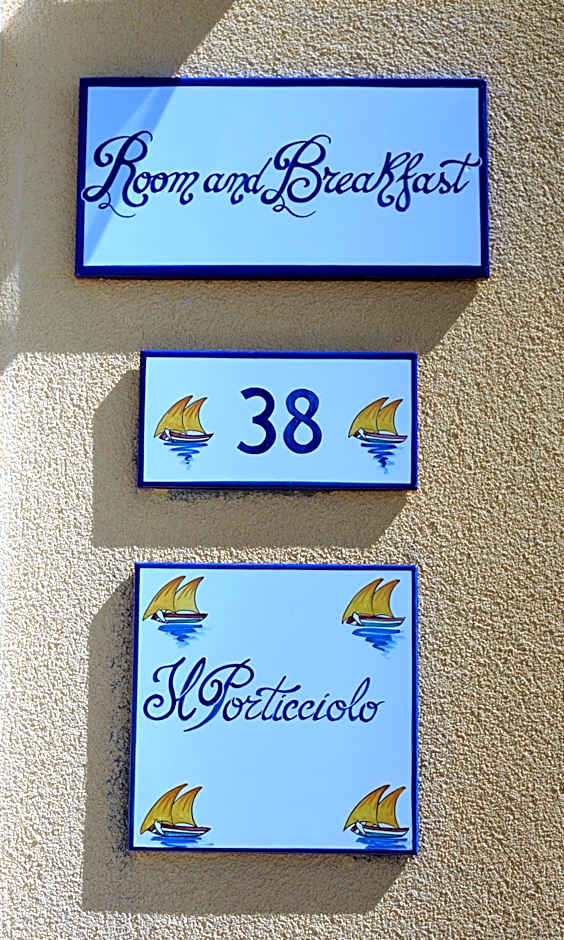 Room and Breakfast
38
Il Porticciolo